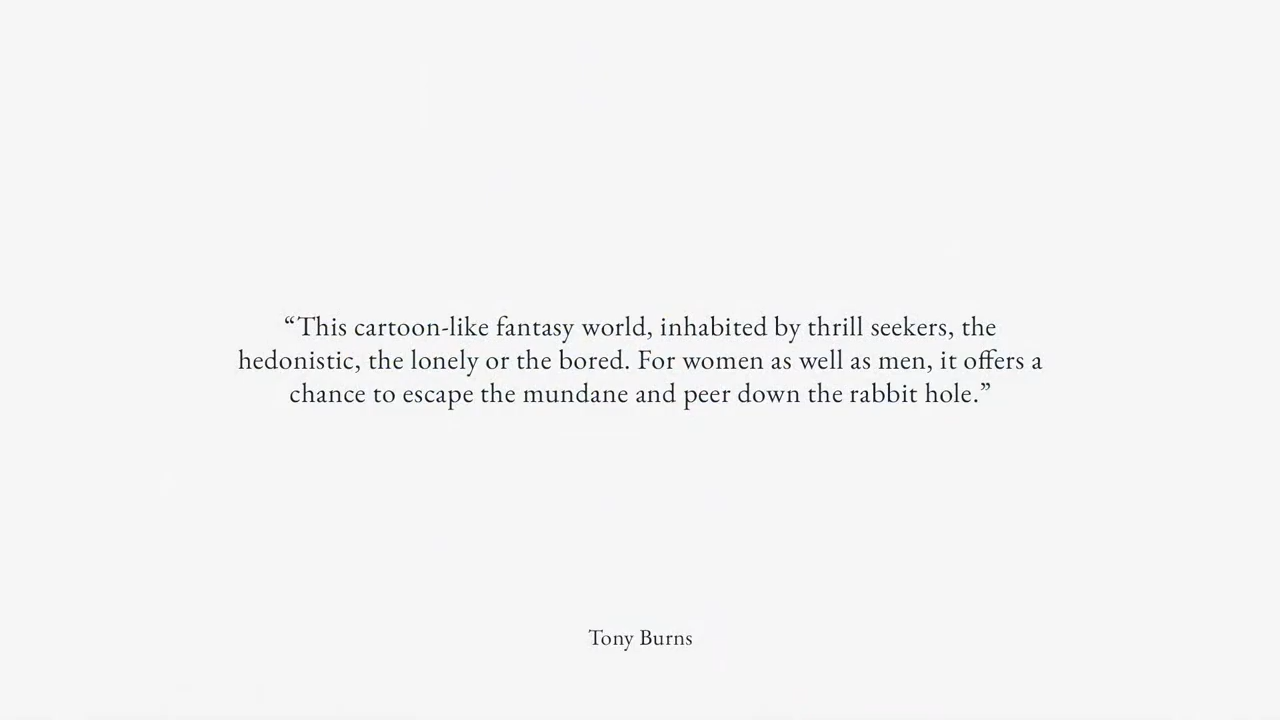 “This cartoon-like fantasy world, inhabited by thrill seekers, the
hedonistic, the lonely or the bored. For women as well as men, it offers a
chance to escape the mundane and peer down the rabbit hole.”
Tony Burns